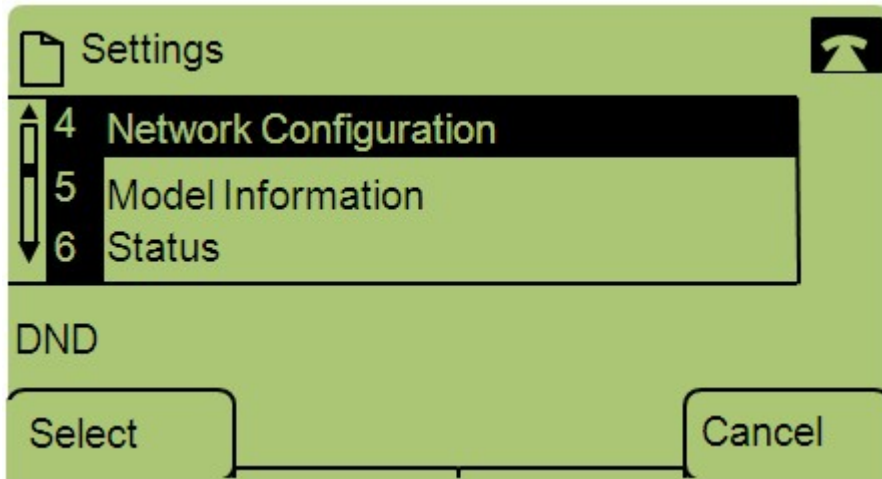 Settings
4 Network Configuration
5 Model Information
6 Status
DND
Select Cancel